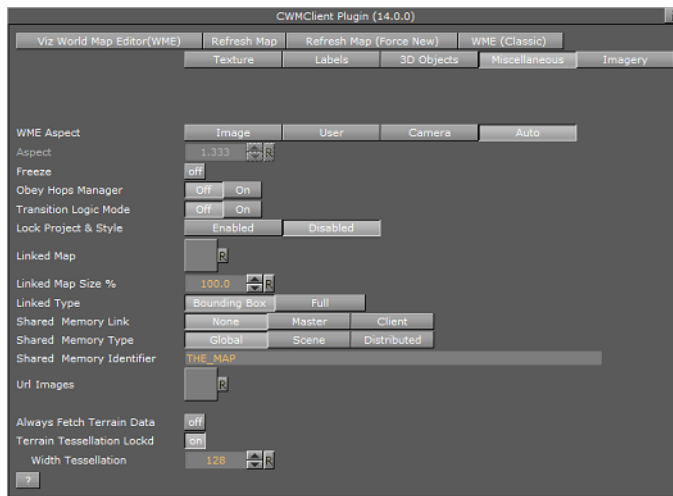 CWMClient Plugin (14.0.0)
Viz World Map Editor(WME) Refresh Map Refresh Map (Force New) WME (Classic)
Texture Labels 3D Objects Miscellaneous Imagery
WME Aspect Image User Camera Auto
Aspect 1.333 R
Freeze off
Obey Hops Manager Off On
Transition Logic Mode Off On
Lock Project & Style Enabled Disabled
Linked Map R
Linked Map Size % 100.0 R
Linked Type Bounding Box Full
Shared Memory Link None Master Client
Shared Memory Type Global Scene Distributed
Shared Memory Identifier THE_MAP
Url Images R
Always Fetch Terrain Data off
Terrain Tessellation Lockd on
Width Tessellation 128 R
?